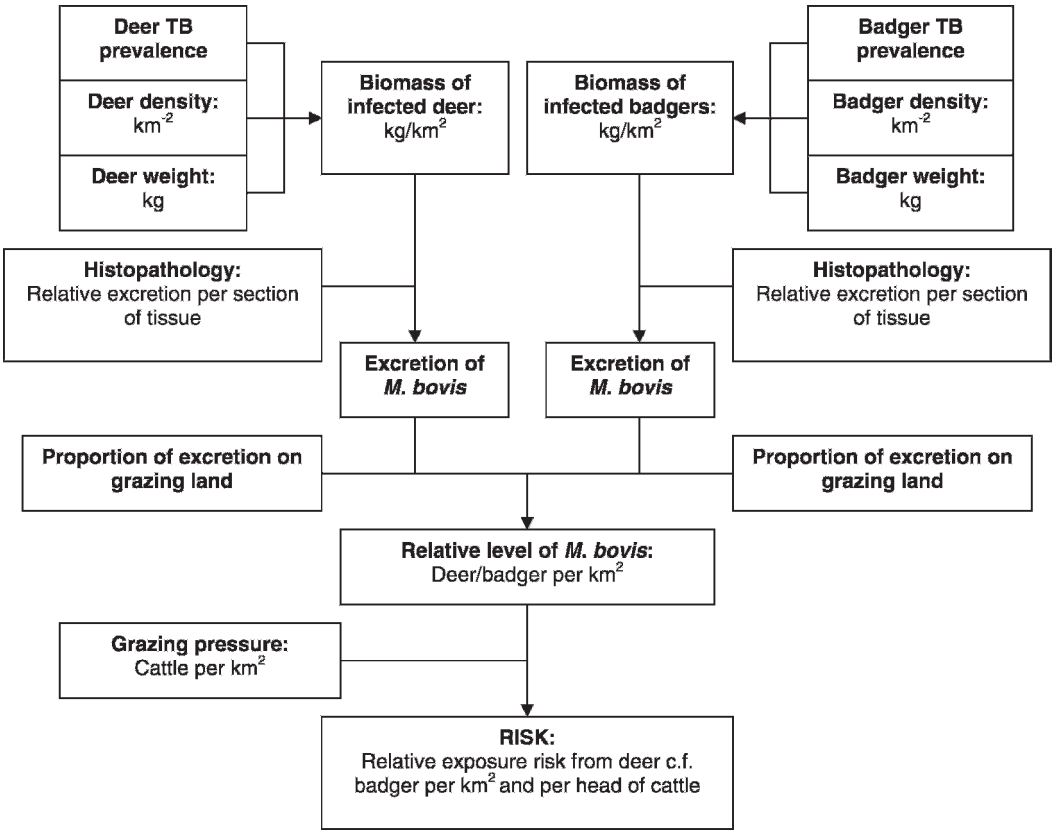 Deer TB
prevalence
Deer density:
km⁻²
Deer weight:
kg
Biomass of
infected deer:
kg/km²
Biomass of
infected badgers:
kg/km²
Badger TB
prevalence
Badger density:
km⁻²
Badger weight:
kg
Histopathology:
Relative excretion per section
of tissue
Histopathology:
Relative excretion per section
of tissue
Excretion of
M. bovis
Excretion of
M. bovis
Proportion of excretion on
grazing land
Proportion of excretion on
grazing land
Relative level of M. bovis:
Deer/badger per km²
Grazing pressure:
Cattle per km²
RISK:
Relative exposure risk from deer c.f.
badger per km² and per head of cattle